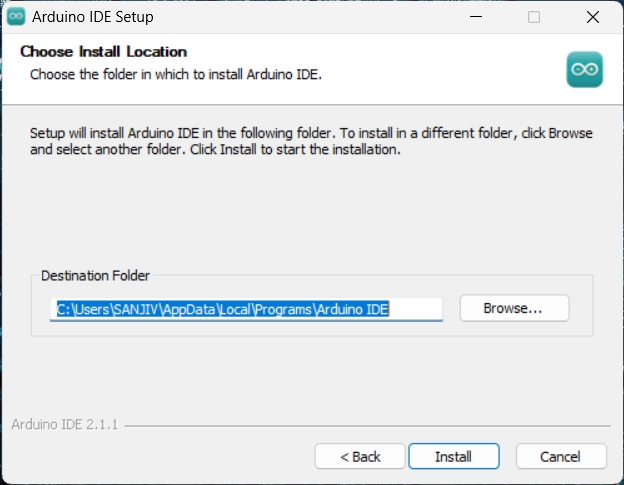 Arduino IDE Setup
Choose Install Location
Choose the folder in which to install Arduino IDE.
Setup will install Arduino IDE in the following folder. To install in a different folder, click Browse
and select another folder. Click Install to start the installation.
Destination Folder
C:\Users\SANJIV\AppData\Local\Programs\Arduino IDE
Browse...
Arduino IDE 2.1.1
< Back
Install
Cancel